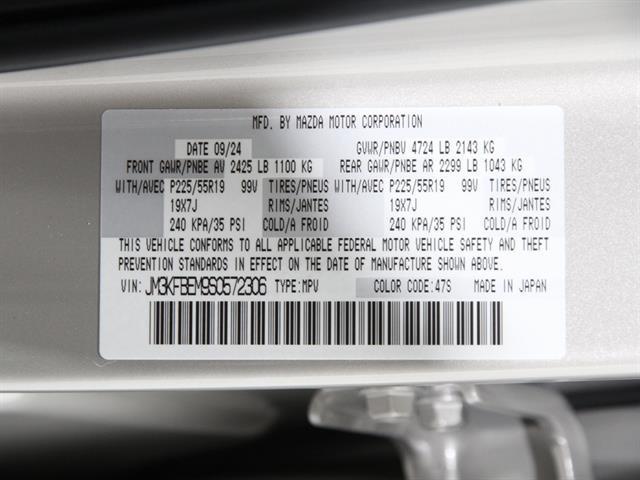 MFD. BY MAZDA MOTOR CORPORATION
DATE 09/24 GVWR/PNBV 4724 LB 2143 KG
FRONT GAWR/PNBE AV 2425 LB 1100 KG REAR GAWR/PNBE AR 2299 LB 1043 KG
WITH/AVEC P225/55R19 99V TIRES/PNEUS WITH/AVEC P225/55R19 99V TIRES/PNEUS
19X7J RIMS/JANTES 19X7J RIMS/JANTES
240 KPA/35 PSI COLD/A FROID 240 KPA/35 PSI COLD/A FROID
THIS VEHICLE CONFORMS TO ALL APPLICABLE FEDERAL MOTOR VEHICLE SAFETY AND THEFT
PREVENTION STANDARDS IN EFFECT ON THE DATE OF MANUFACTURE SHOWN ABOVE.
VIN: JM3KFBEM9S0572306 TYPE: MPV COLOR CODE: 47S MADE IN JAPAN